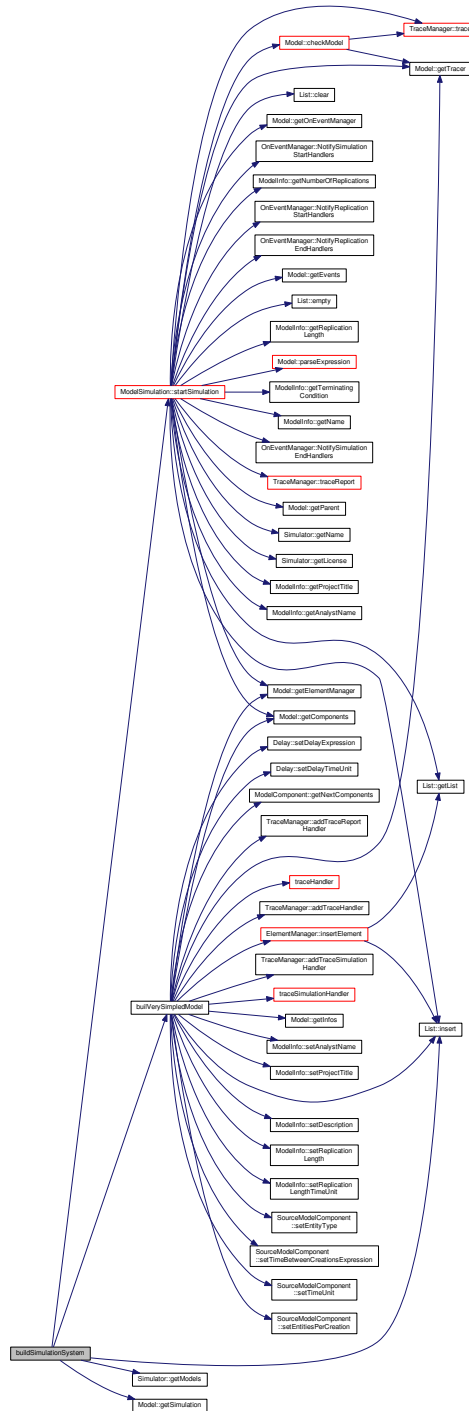 TraceManager::trace
Model::checkModel
Model::getTracer
List::clear
Model::getOnEventManager
OnEventManager::NotifySimulation
StartHandlers
ModelInfo::getNumberOfReplications
OnEventManager::NotifyReplication
StartHandlers
OnEventManager::NotifyReplication
EndHandlers
Model::getEvents
List::empty
ModelInfo::getReplication
Length
Model::parseExpression
ModelSimulation::startSimulation
ModelInfo::getTerminating
Condition
ModelInfo::getName
OnEventManager::NotifySimulation
EndHandlers
TraceManager::traceReport
Model::getParent
Simulator::getName
Simulator::getLicense
ModelInfo::getProjectTitle
ModelInfo::getAnalystName
Model::getElementManager
Model::getComponents
Delay::setDelayExpression
Delay::setDelayTimeUnit
List::getList
ModelComponent::getNextComponents
TraceManager::addTraceReport
Handler
traceHandler
TraceManager::addTraceHandler
ElementManager::insertElement
TraceManager::addTraceSimulation
Handler
traceSimulationHandler
builVerySimpledModel
Model::getInfos
List::insert
ModelInfo::setAnalystName
ModelInfo::setProjectTitle
ModelInfo::setDescription
ModelInfo::setReplication
Length
ModelInfo::setReplication
LengthTimeUnit
SourceModelComponent
::setEntityType
SourceModelComponent
::setTimeBetweenCreationsExpression
SourceModelComponent
::setTimeUnit
SourceModelComponent
::setEntitiesPerCreation
buildSimulationSystem
Simulator::getModels
Model::getSimulation